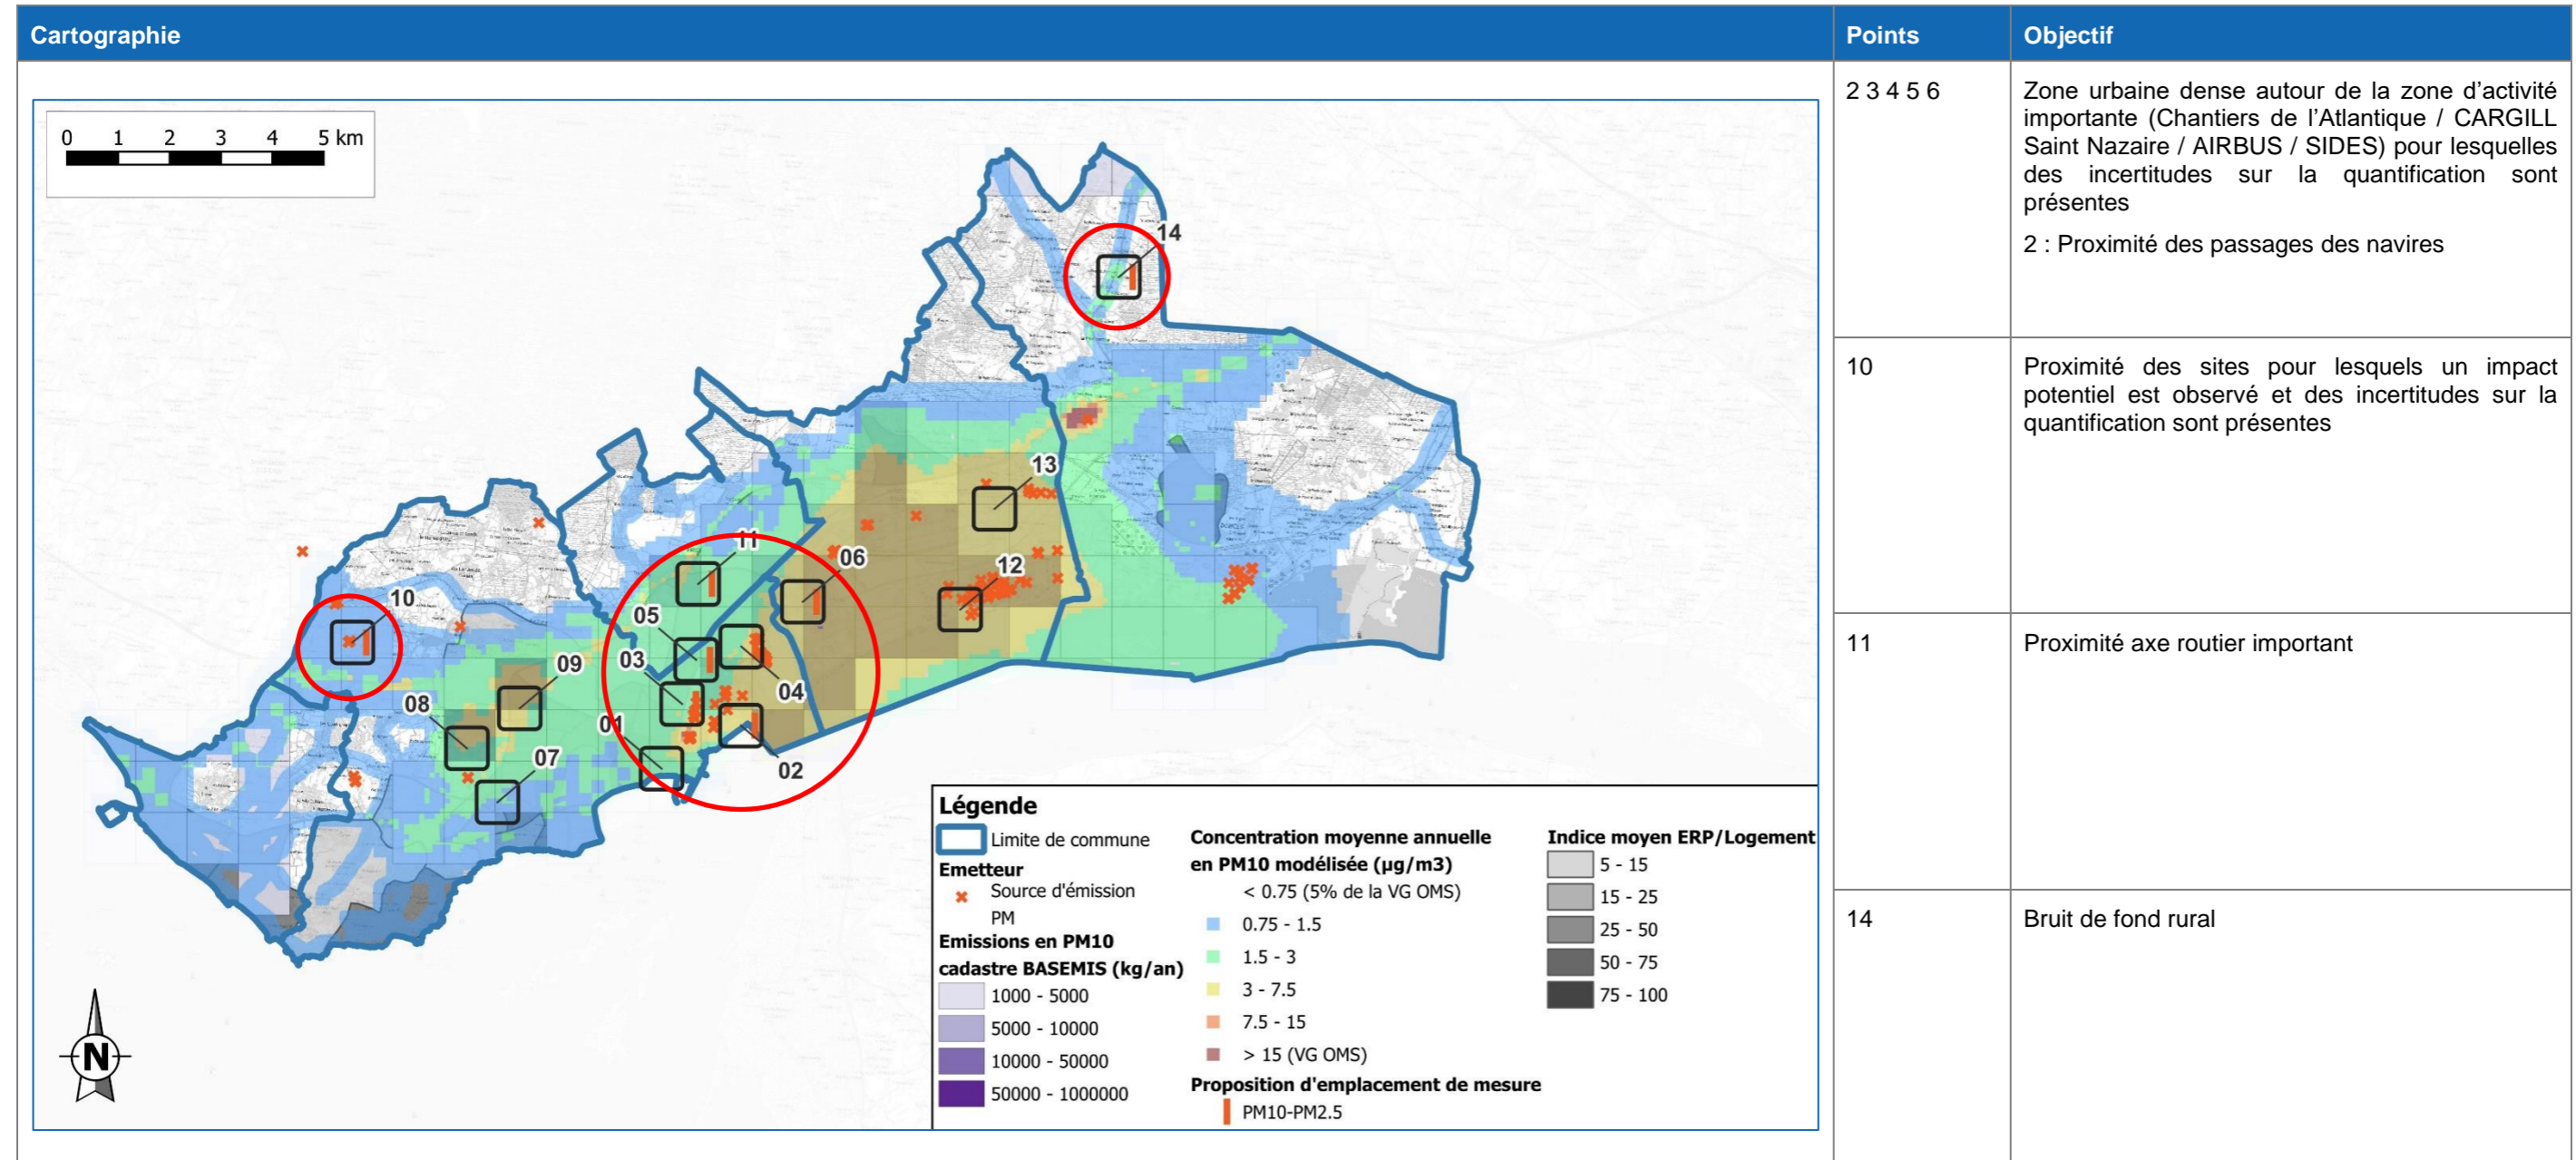 Cartographie
Points
Objectif
0 1 2 3 4 5 km
14
13
11
06
12
10
05
09
03
08
04
01
07
02
N
Légende
Limite de commune
Emetteur
Source d'émission
PM
Emissions en PM10
cadastre BASEMIS (kg/an)
1000 - 5000
5000 - 10000
10000 - 50000
50000 - 1000000
Concentration moyenne annuelle
en PM10 modélisée (µg/m3)
< 0.75 (5% de la VG OMS)
0.75 - 1.5
1.5 - 3
3 - 7.5
7.5 - 15
> 15 (VG OMS)
Proposition d'emplacement de mesure
PM10-PM2.5
Indice moyen ERP/Logement
5 - 15
15 - 25
25 - 50
50 - 75
75 - 100
2 3 4 5 6
Zone urbaine dense autour de la zone d’activité
importante (Chantiers de l’Atlantique / CARGILL
Saint Nazaire / AIRBUS / SIDES) pour lesquelles
des incertitudes sur la quantification sont
présentes
2 : Proximité des passages des navires
10
Proximité des sites pour lesquels un impact
potentiel est observé et des incertitudes sur la
quantification sont présentes
11
Proximité axe routier important
14
Bruit de fond rural